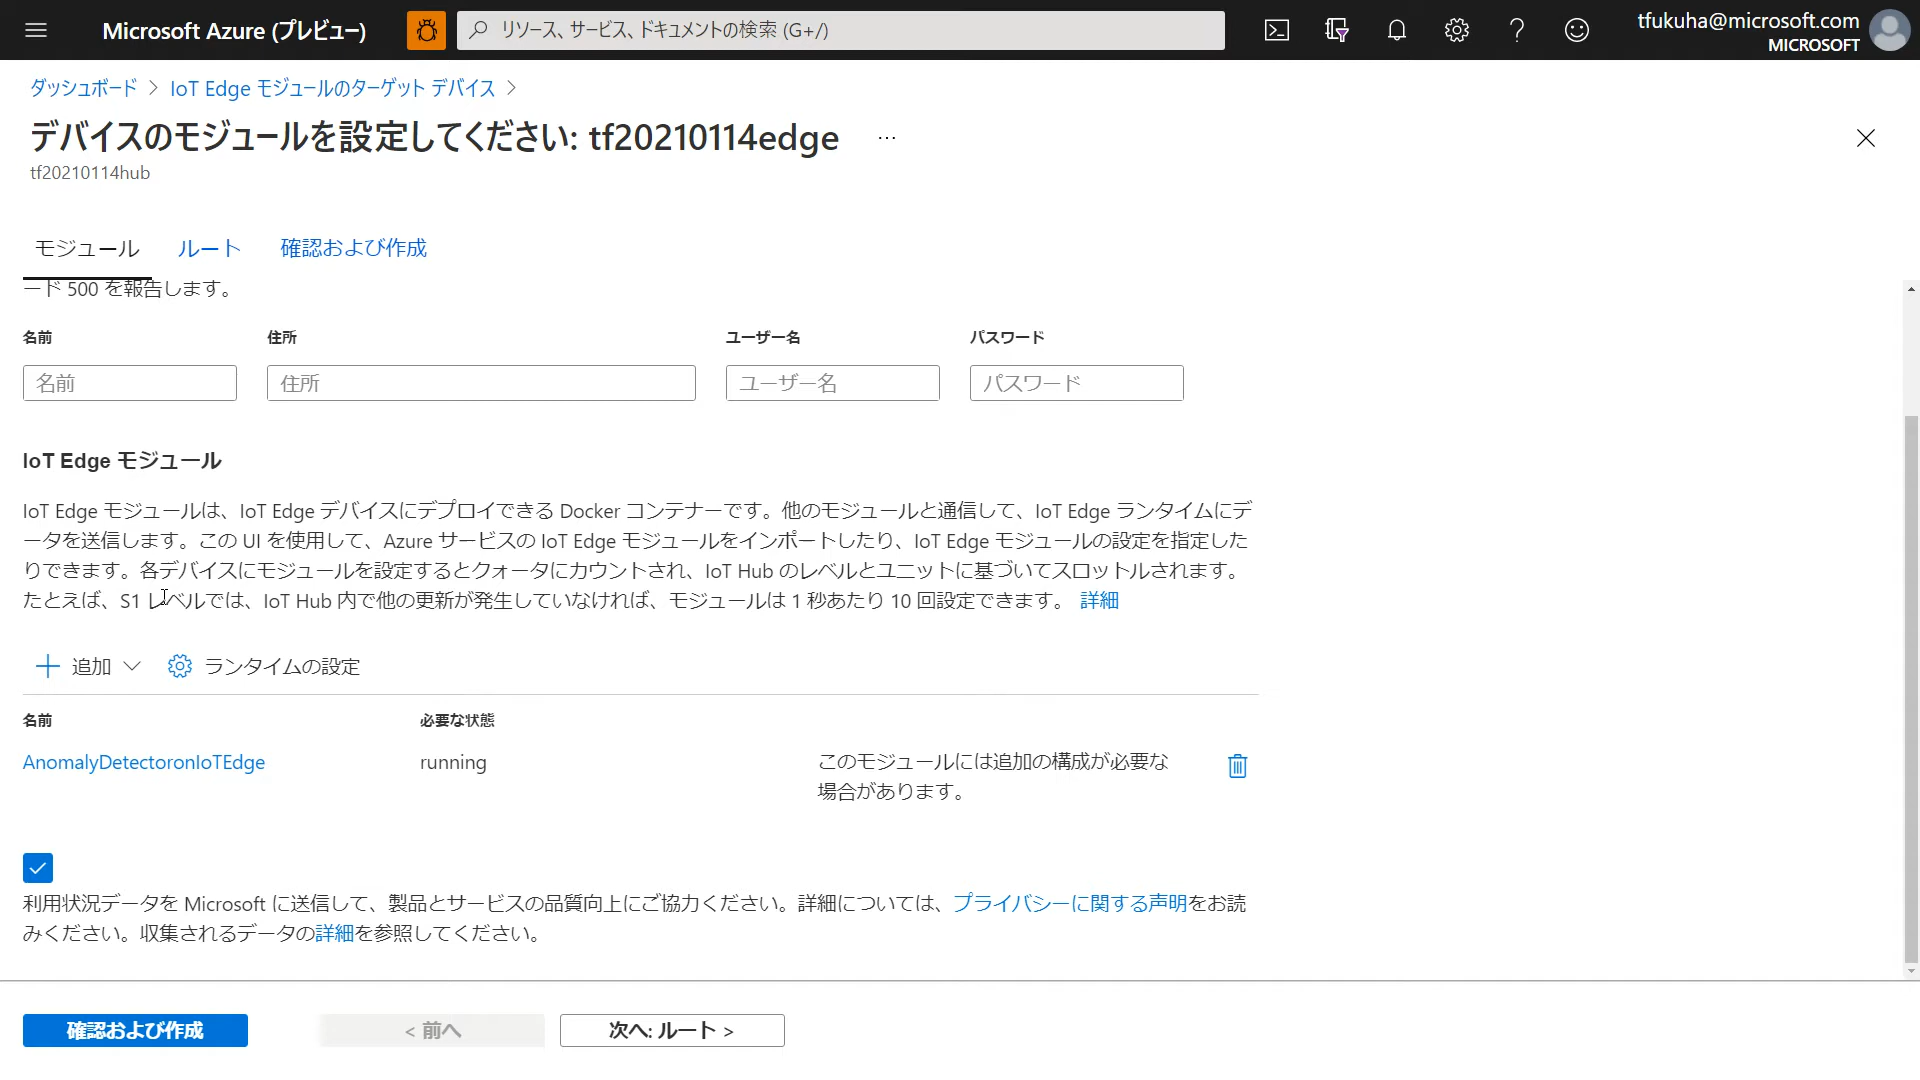 Microsoft Azure (プレビュー)
リソース、サービス、ドキュメントの検索 (G+/)
tfukuha@microsoft.com
MICROSOFT
ダッシュボード > IoT Edge モジュールのターゲット デバイス >
デバイスのモジュールを設定してください: tf20210114edge ...
tf20210114hub
モジュール ルート 確認および作成
ード 500 を報告します。
名前 住所 ユーザー名 パスワード
名前 住所 ユーザー名 パスワード
IoT Edge モジュール
IoT Edge モジュールは、IoT Edge デバイスにデプロイできる Docker コンテナーです。他のモジュールと通信して、IoT Edge ランタイムにデ
ータを送信します。この UI を使用して、Azure サービスの IoT Edge モジュールをインポートしたり、IoT Edge モジュールの設定を指定した
りできます。各デバイスにモジュールを設定するとクォータにカウントされ、IoT Hub のレベルとユニットに基づいてスロットルされます。
たとえば、S1 レベルでは、IoT Hub 内で他の更新が発生していなければ、モジュールは 1 秒あたり 10 回設定できます。 詳細
追加 ランタイムの設定
名前 必要な状態
AnomalyDetectoronIoTEdge running このモジュールには追加の構成が必要な
場合があります。
利用状況データを Microsoft に送信して、製品とサービスの品質向上にご協力ください。詳細については、プライバシーに関する声明をお読
みください。収集されるデータの詳細を参照してください。
確認および作成 < 前へ 次へ: ルート >